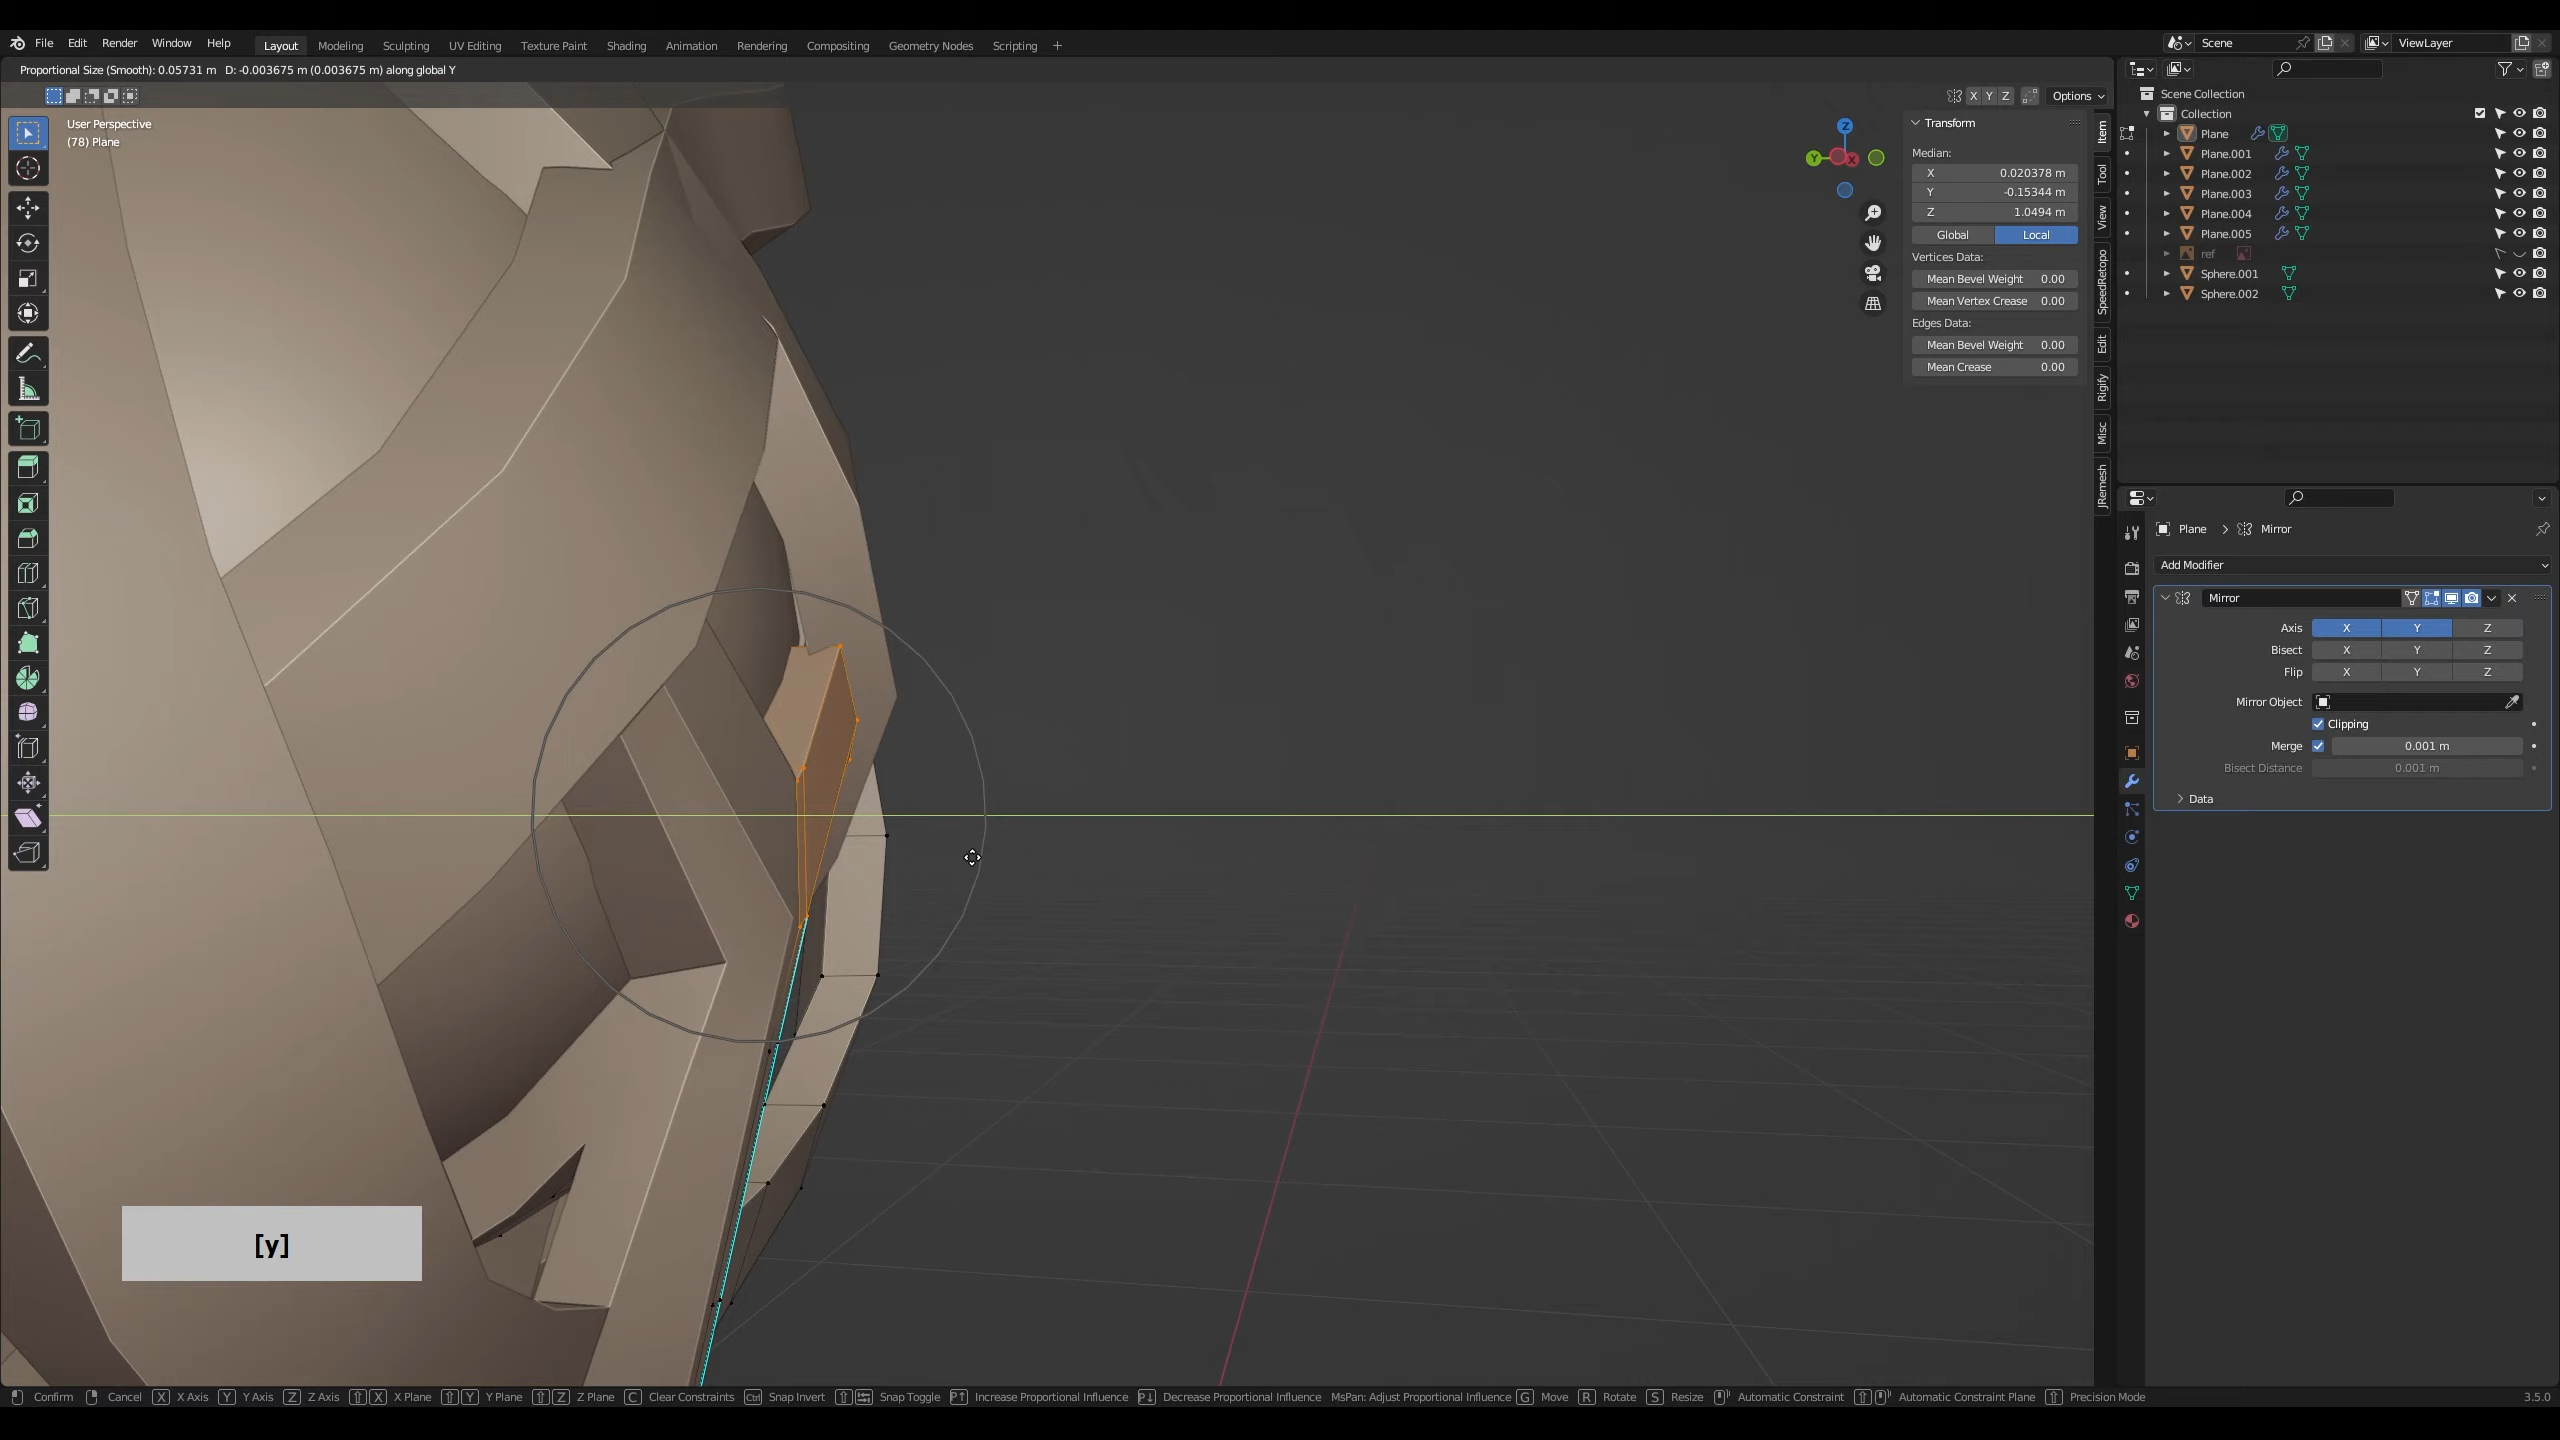 File Edit Render Window Help Layout Modeling Sculpting UV Editing Texture Paint Shading Animation Rendering Compositing Geometry Nodes Scripting + Scene ViewLayer
Proportional Size (Smooth): 0.05731 m D: -0.003675 m (0.003675 m) along global Y
X Y Z Options
User Perspective
(78) Plane
Z
Y
X
Transform
Median:
X 0.020378 m
Y -0.15344 m
Z 1.0494 m
Global Local
Vertices Data:
Mean Bevel Weight 0.00
Mean Vertex Crease 0.00
Edges Data:
Mean Bevel Weight 0.00
Mean Crease 0.00
Item
Tool
View
SpeedRetopo
Edit
Rigify
Misc
JRemesh
Scene Collection
Collection
Plane
Plane.001
Plane.002
Plane.003
Plane.004
Plane.005
ref
Sphere.001
Sphere.002
Plane > Mirror
Add Modifier
Mirror
Axis X Y Z
Bisect X Y Z
Flip X Y Z
Mirror Object
Clipping
Merge 0.001 m
Bisect Distance 0.001 m
Data
[y]
Confirm Cancel X X Axis Y Y Axis Z Z Axis X X Plane Y Y Plane Z Z Plane C Clear Constraints Ctrl Snap Invert Snap Toggle P↑ Increase Proportional Influence P↓ Decrease Proportional Influence MsPan: Adjust Proportional Influence G Move R Rotate S Resize Automatic Constraint Automatic Constraint Plane Precision Mode 3.5.0